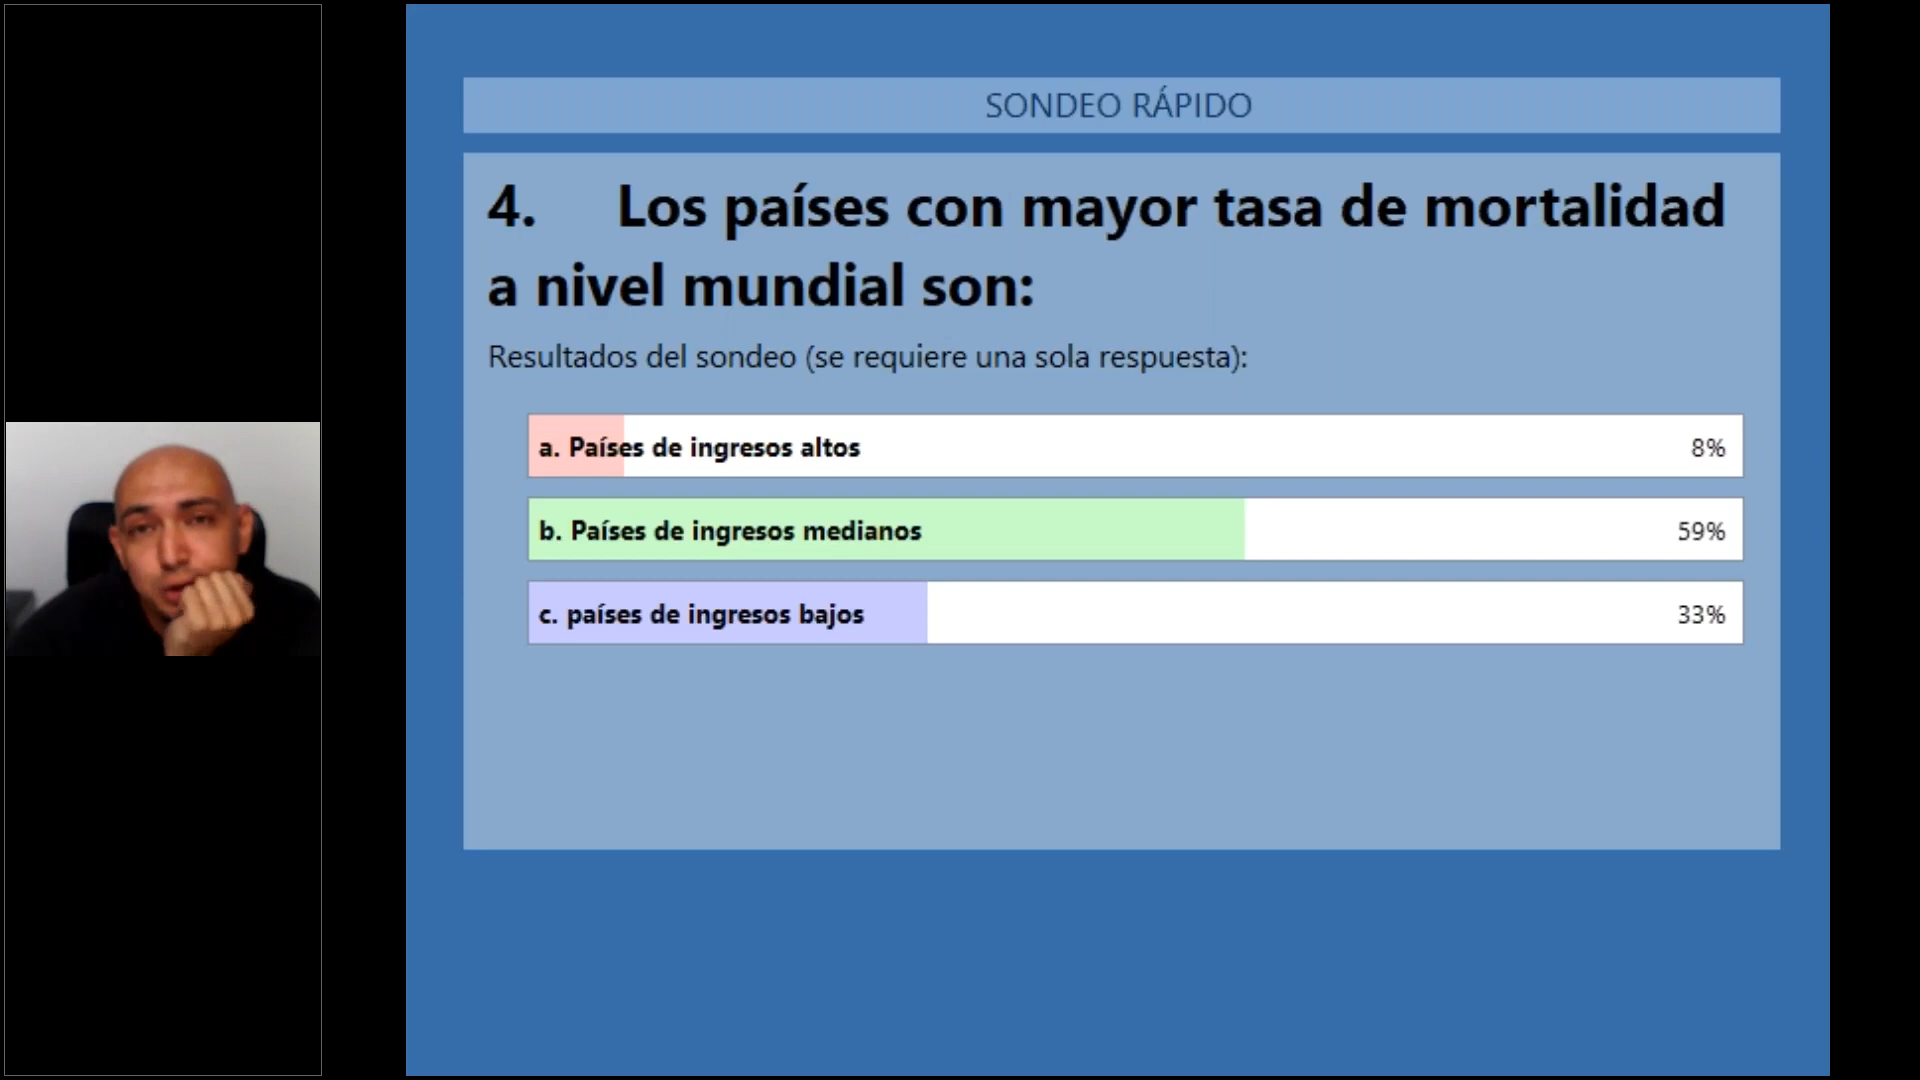 SONDEO RÁPIDO
4. Los países con mayor tasa de mortalidad
a nivel mundial son:
Resultados del sondeo (se requiere una sola respuesta):
a. Países de ingresos altos 8%
b. Países de ingresos medianos 59%
c. países de ingresos bajos 33%